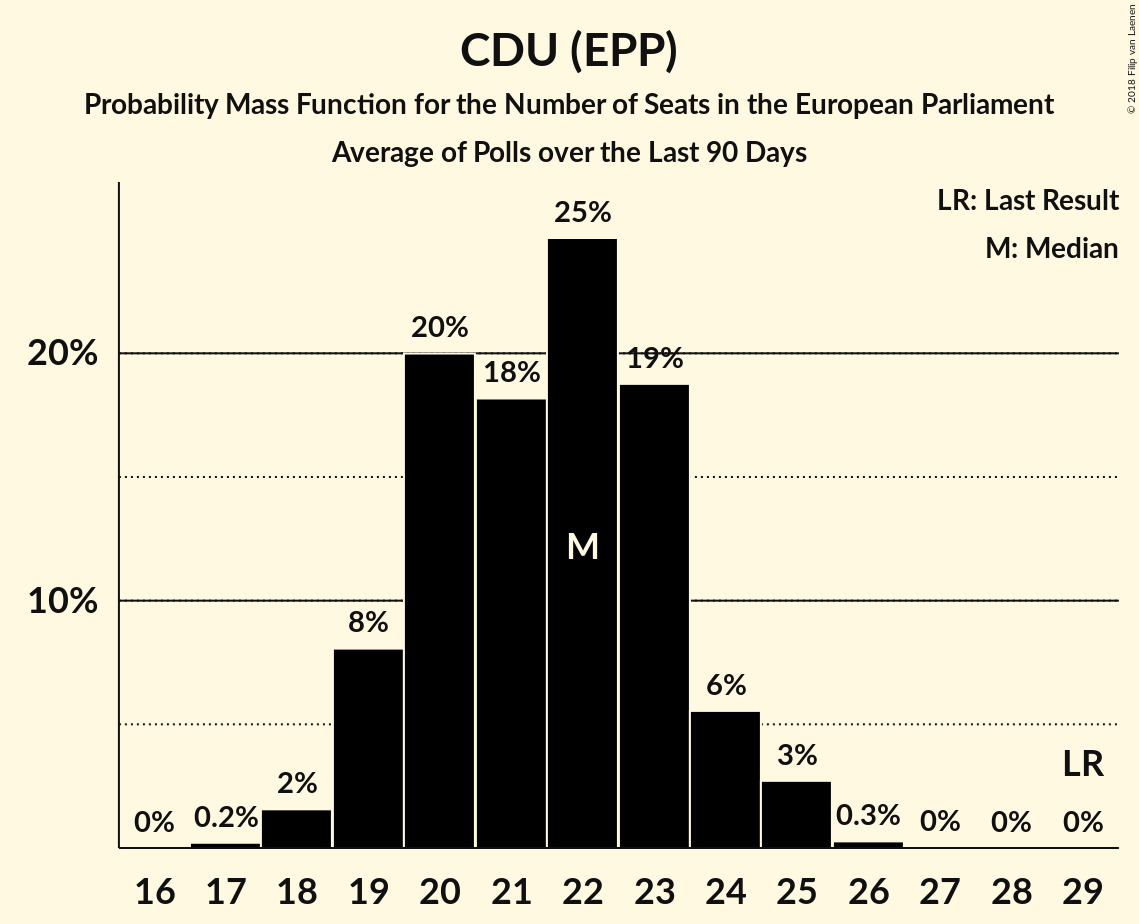 CDU (EPP)
Probability Mass Function for the Number of Seats in the European Parliament
Average of Polls over the Last 90 Days
© 2018 Filip van Laenen
LR: Last Result
M: Median
25%
20%
20%
19%
18%
M
10%
8%
6%
3%
LR
2%
0%
0.2%
0.3%
0%
0%
0%
16 17 18 19 20 21 22 23 24 25 26 27 28 29